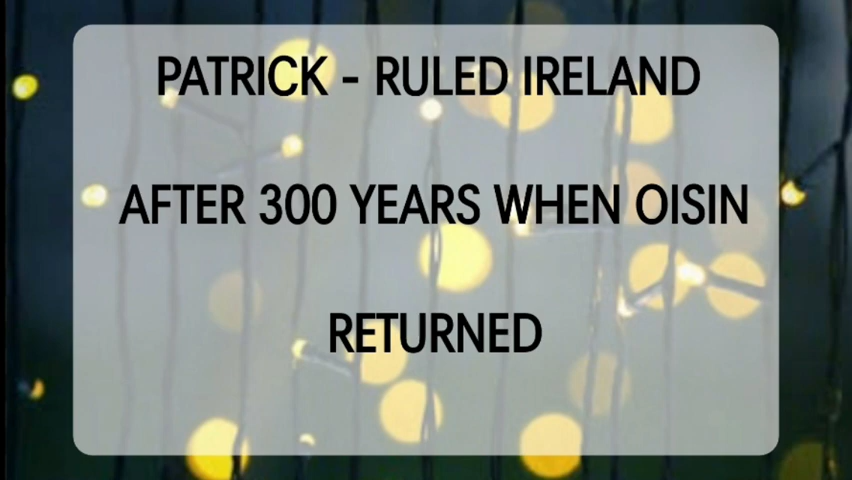 PATRICK - RULED IRELAND
AFTER 300 YEARS WHEN OISIN
RETURNED